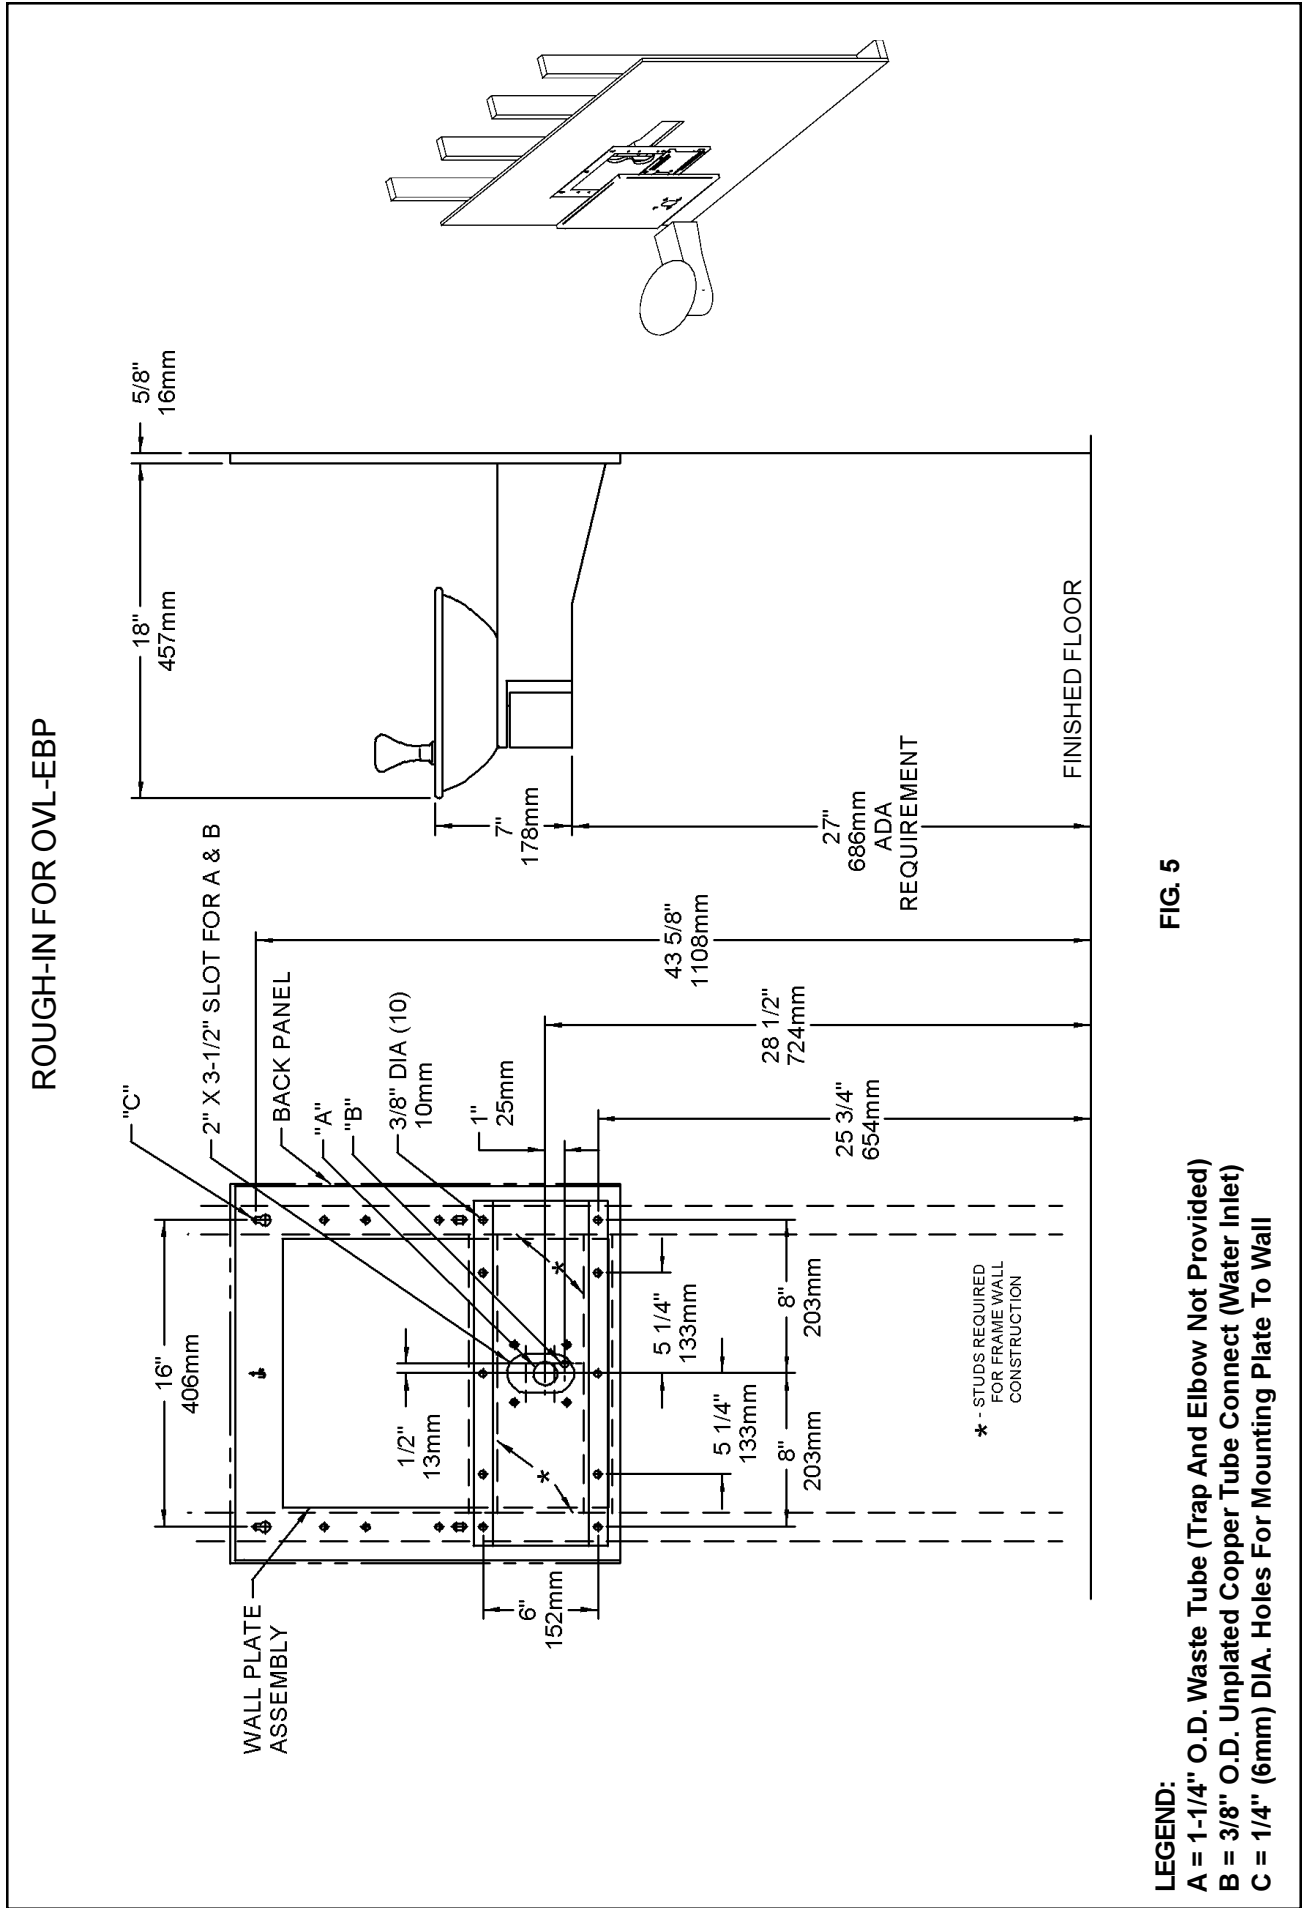 ROUGH-IN FOR OVL-EBP
"C"
2" X 3-1/2" SLOT FOR A & B
BACK PANEL
"A"
"B"
3/8" DIA (10)
10mm
WALL PLATE
ASSEMBLY
16"
406mm
1/2"
13mm
1"
25mm
6"
152mm
5 1/4"
133mm
5 1/4"
133mm
8"
203mm
8"
203mm
25 3/4"
654mm
28 1/2"
724mm
43 5/8"
1108mm
* - STUDS REQUIRED
FOR FRAME WALL
CONSTRUCTION
18"
457mm
5/8"
16mm
7"
178mm
27"
686mm
ADA
REQUIREMENT
FINISHED FLOOR
FIG. 5
LEGEND:
A = 1-1/4" O.D. Waste Tube (Trap And Elbow Not Provided)
B = 3/8" O.D. Unplated Copper Tube Connect (Water Inlet)
C = 1/4" (6mm) DIA. Holes For Mounting Plate To Wall